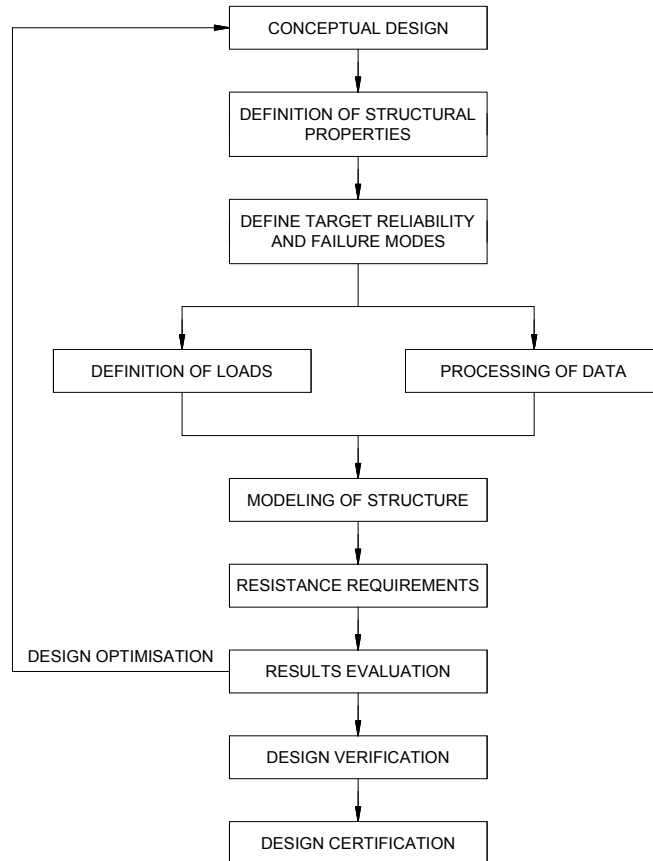 CONCEPTUAL DESIGN
DEFINITION OF STRUCTURAL
PROPERTIES
DEFINE TARGET RELIABILITY
AND FAILURE MODES
DEFINITION OF LOADS
PROCESSING OF DATA
MODELING OF STRUCTURE
RESISTANCE REQUIREMENTS
DESIGN OPTIMISATION
RESULTS EVALUATION
DESIGN VERIFICATION
DESIGN CERTIFICATION